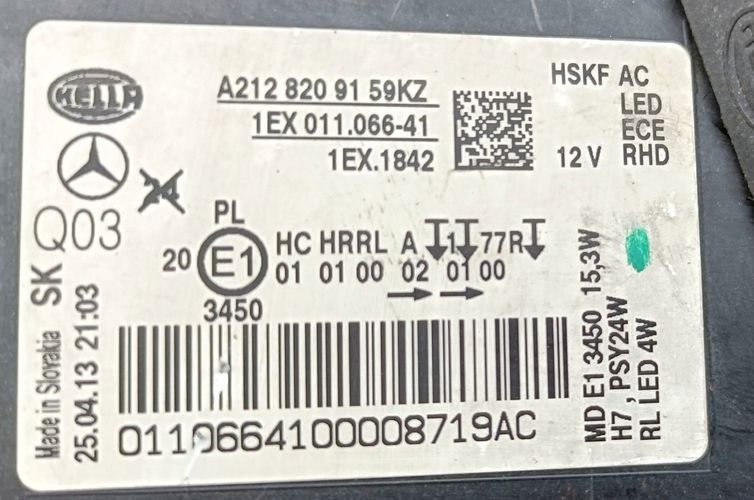 HELLA
A212 820 91 59KZ
1EX 011.066-41
1EX.1842
HSKF AC
LED
ECE
12 V RHD
24
Q03
PL
20 E1 HC HRRL A 1 77R
01 01 00 02 01 00
3450
0110664100008719AC
Made in Slovakia SK
25.04.13 21:03
MD E1 3450 15,3W
H7 , PSY24W
RL LED 4W